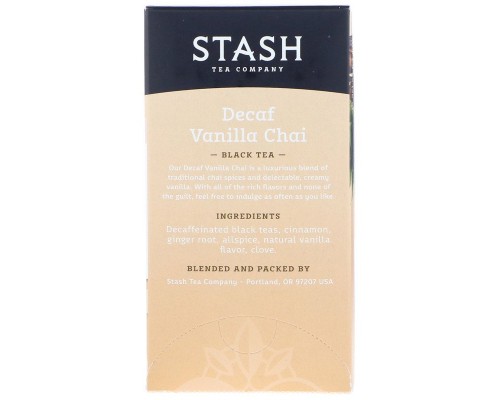 STASH
TEA COMPANY
Decaf
Vanilla Chai
— BLACK TEA —
Our Decaf Vanilla Chai is a luxurious blend of
traditional chai spices and delectable, creamy
vanilla. With all of the rich flavors and none of
the guilt, feel free to indulge as often as you like.
INGREDIENTS
Decaffeinated black teas, cinnamon,
ginger root, allspice, natural vanilla
flavor, clove.
BLENDED AND PACKED BY
Stash Tea Company - Portland, OR 97207 USA